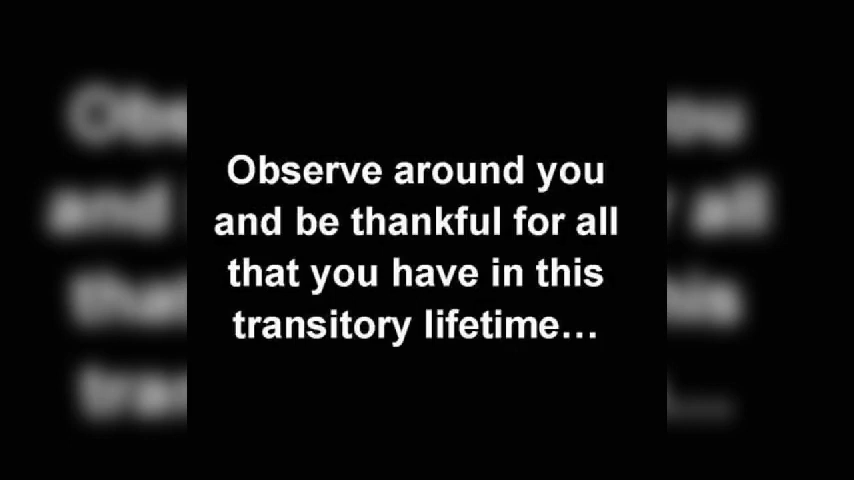 Observe around you
and be thankful for all
that you have in this
transitory lifetime…